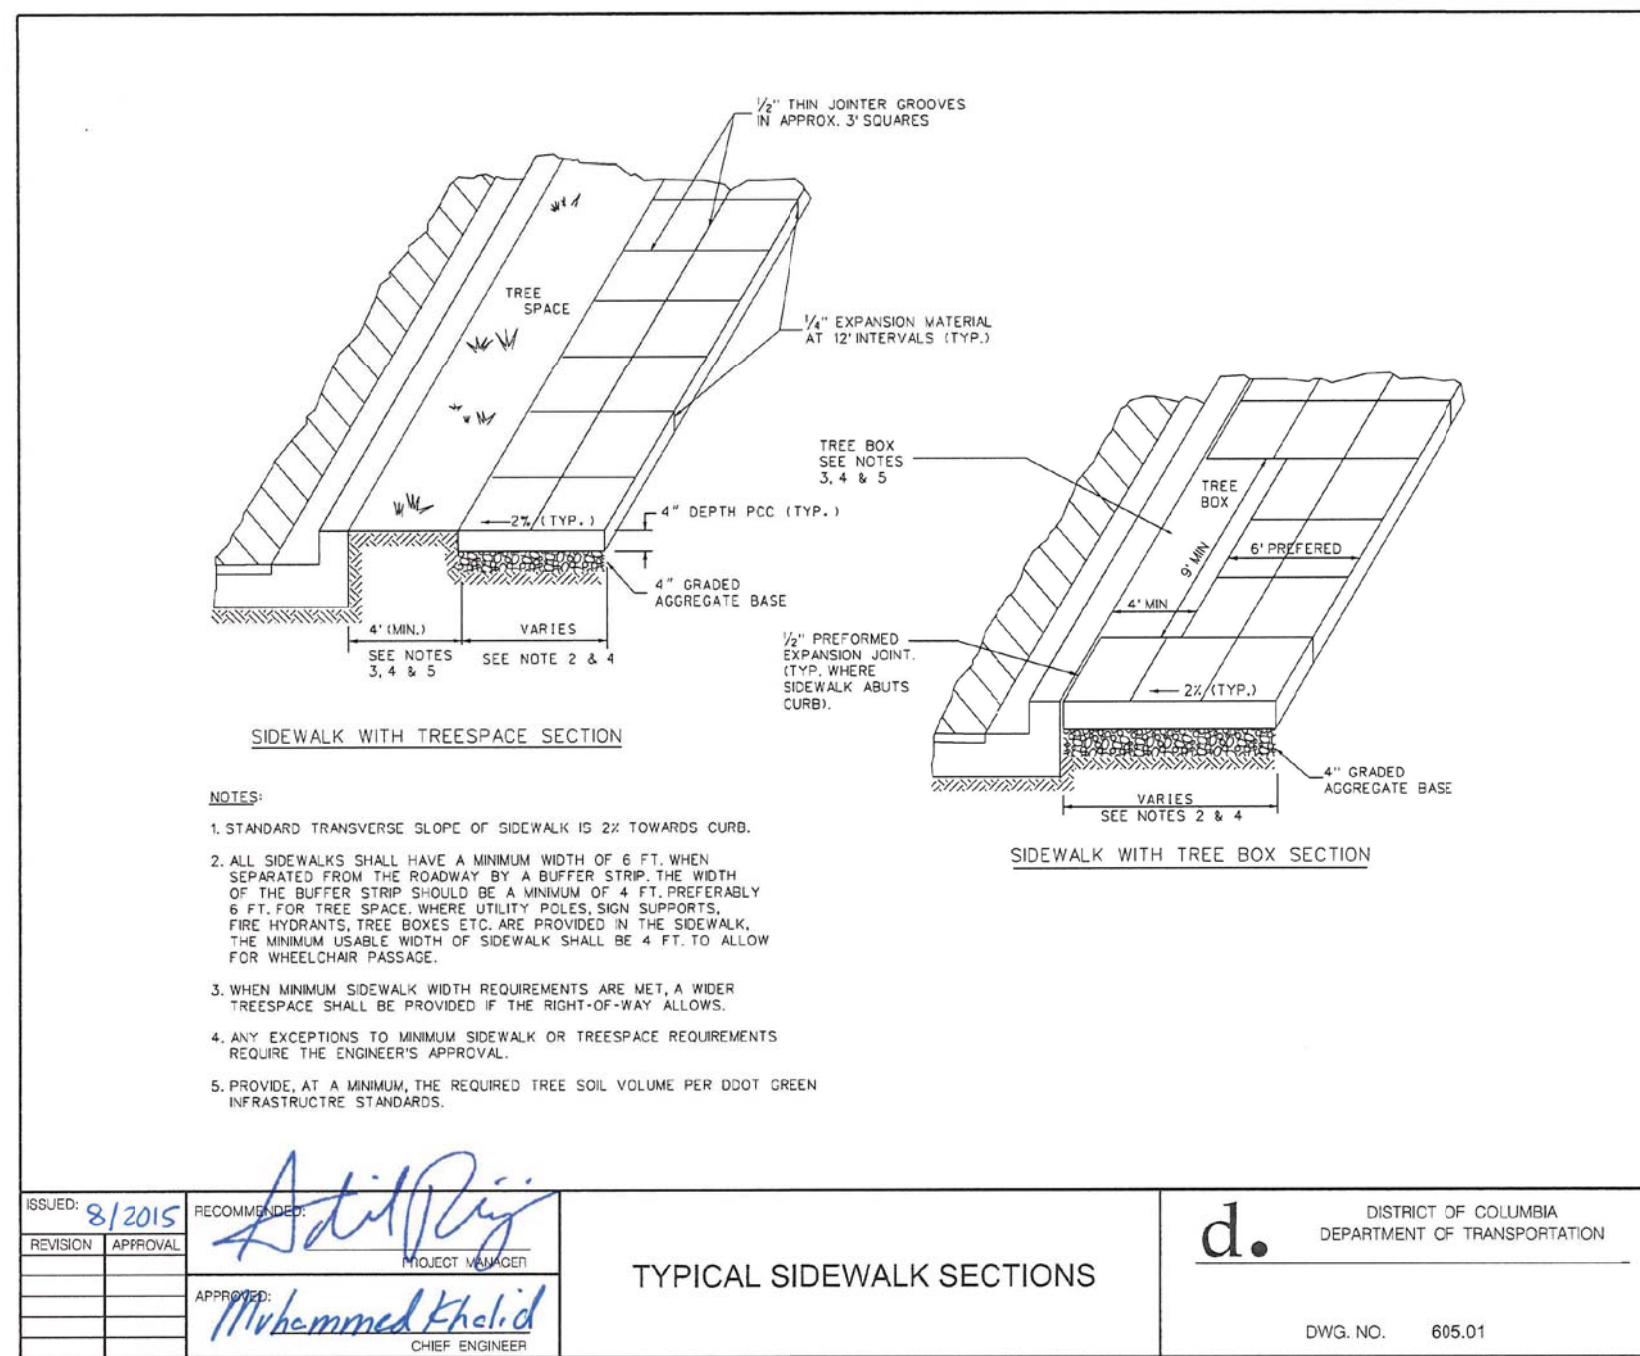 1/2" THIN JOINTER GROOVES
IN APPROX. 3' SQUARES
TREE
SPACE
1/4" EXPANSION MATERIAL
AT 12' INTERVALS (TYP.)
2% (TYP.)
4" DEPTH PCC (TYP.)
4" GRADED
AGGREGATE BASE
4' (MIN.)
SEE NOTES
3, 4 & 5
VARIES
SEE NOTE 2 & 4
SIDEWALK WITH TREESPACE SECTION
TREE BOX
SEE NOTES
3, 4 & 5
TREE
BOX
9' MIN
6' PREFERED
4' MIN
1/2" PREFORMED
EXPANSION JOINT.
(TYP. WHERE
SIDEWALK ABUTS
CURB).
2% (TYP.)
4" GRADED
AGGREGATE BASE
VARIES
SEE NOTES 2 & 4
SIDEWALK WITH TREE BOX SECTION
NOTES:
1. STANDARD TRANSVERSE SLOPE OF SIDEWALK IS 2% TOWARDS CURB.
2. ALL SIDEWALKS SHALL HAVE A MINIMUM WIDTH OF 6 FT. WHEN
SEPARATED FROM THE ROADWAY BY A BUFFER STRIP. THE WIDTH
OF THE BUFFER STRIP SHOULD BE A MINIMUM OF 4 FT. PREFERABLY
6 FT. FOR TREE SPACE. WHERE UTILITY POLES, SIGN SUPPORTS,
FIRE HYDRANTS, TREE BOXES ETC. ARE PROVIDED IN THE SIDEWALK,
THE MINIMUM USABLE WIDTH OF SIDEWALK SHALL BE 4 FT. TO ALLOW
FOR WHEELCHAIR PASSAGE.
3. WHEN MINIMUM SIDEWALK WIDTH REQUIREMENTS ARE MET, A WIDER
TREESPACE SHALL BE PROVIDED IF THE RIGHT-OF-WAY ALLOWS.
4. ANY EXCEPTIONS TO MINIMUM SIDEWALK OR TREESPACE REQUIREMENTS
REQUIRE THE ENGINEER'S APPROVAL.
5. PROVIDE, AT A MINIMUM, THE REQUIRED TREE SOIL VOLUME PER DDOT GREEN
INFRASTRUCTRE STANDARDS.
ISSUED: 8/2015
REVISION APPROVAL
RECOMMENDED:
PROJECT MANAGER
APPROVED:
Muhammed Khalid
CHIEF ENGINEER
TYPICAL SIDEWALK SECTIONS
d.
DISTRICT OF COLUMBIA
DEPARTMENT OF TRANSPORTATION
DWG. NO. 605.01